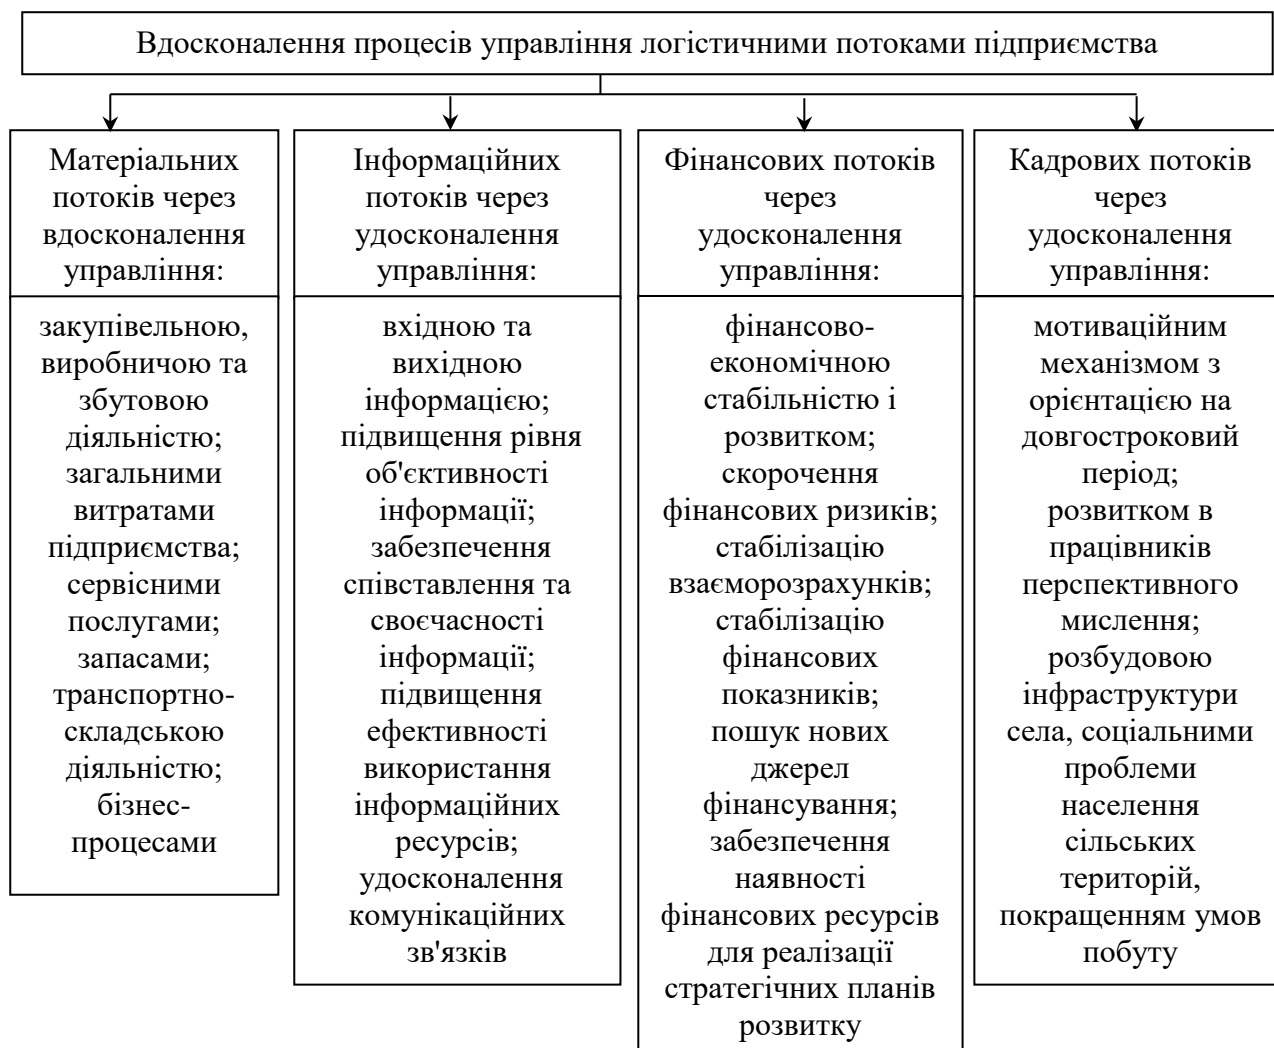 Вдосконалення процесів управління логістичними потоками підприємства
Матеріальних
потоків через
вдосконалення
управління:
закупівельною,
виробничою та
збутовою
діяльністю;
загальними
витратами
підприємства;
сервісними
послугами;
запасами;
транспортно-
складською
діяльністю;
бізнес-
процесами
Інформаційних
потоків через
удосконалення
управління:
вхідною та
вихідною
інформацією;
підвищення рівня
об'єктивності
інформації;
забезпечення
співставлення та
своєчасності
інформації;
підвищення
ефективності
використання
інформаційних
ресурсів;
удосконалення
комунікаційних
зв'язків
Фінансових потоків
через
удосконалення
управління:
фінансово-
економічною
стабільністю і
розвитком;
скорочення
фінансових ризиків;
стабілізацію
взаєморозрахунків;
стабілізацію
фінансових
показників;
пошук нових
джерел
фінансування;
забезпечення
наявності
фінансових ресурсів
для реалізації
стратегічних планів
розвитку
Кадрових потоків
через
удосконалення
управління:
мотиваційним
механізмом з
орієнтацією на
довгостроковий
період;
розвитком в
працівників
перспективного
мислення;
розбудовою
інфраструктури
села, соціальними
проблеми
населення
сільських
територій,
покращенням умов
побуту